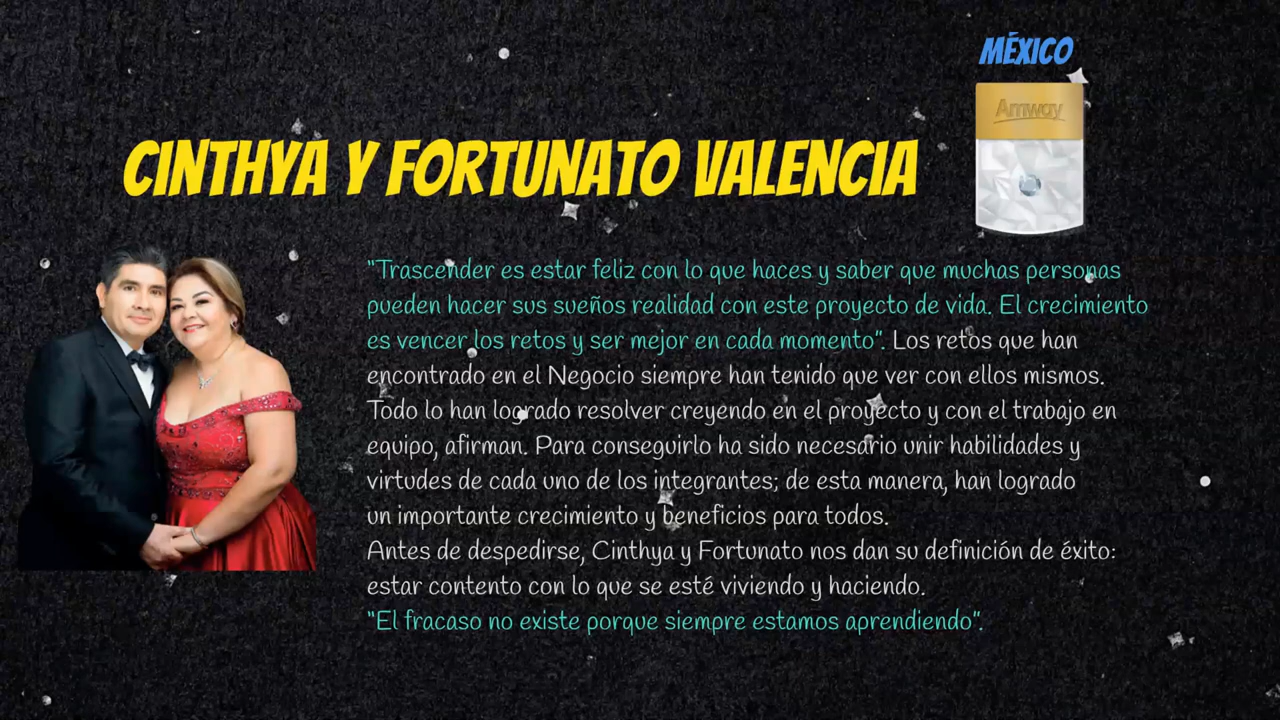 MÉXICO
Amway
CINTHYA Y FORTUNATO VALENCIA
"Trascender es estar feliz con lo que haces y saber que muchas personas
pueden hacer sus sueños realidad con este proyecto de vida. El crecimiento
es vencer los retos y ser mejor en cada momento". Los retos que han
encontrado en el Negocio siempre han tenido que ver con ellos mismos.
Todo lo han logrado resolver creyendo en el proyecto y con el trabajo en
equipo, afirman. Para conseguirlo ha sido necesario unir habilidades y
virtudes de cada uno de los integrantes; de esta manera, han logrado
un importante crecimiento y beneficios para todos.
Antes de despedirse, Cinthya y Fortunato nos dan su definición de éxito:
estar contento con lo que se esté viviendo y haciendo.
"El fracaso no existe porque siempre estamos aprendiendo".